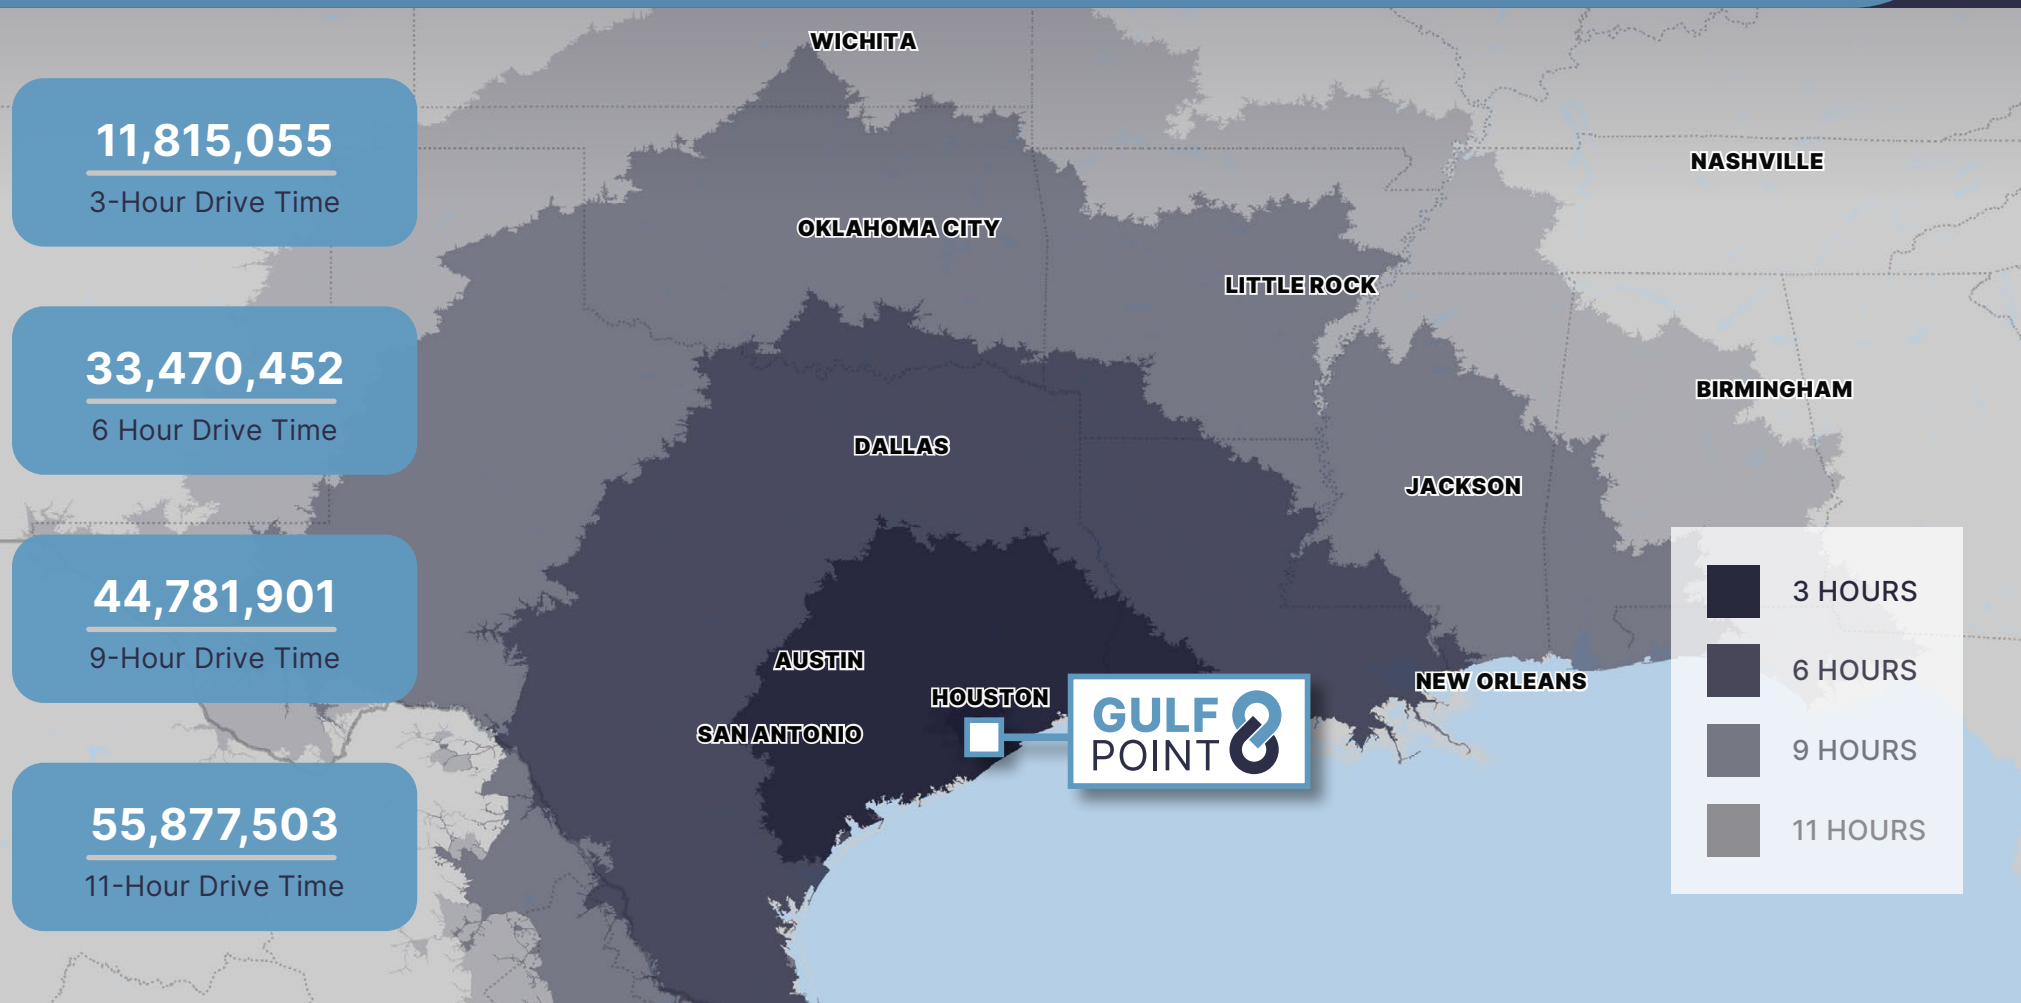 11,815,055
3-Hour Drive Time
33,470,452
6 Hour Drive Time
44,781,901
9-Hour Drive Time
55,877,503
11-Hour Drive Time
WICHITA
NASHVILLE
OKLAHOMA CITY
LITTLE ROCK
BIRMINGHAM
DALLAS
JACKSON
AUSTIN
HOUSTON
NEW ORLEANS
SAN ANTONIO
GULF
POINT
3 HOURS
6 HOURS
9 HOURS
11 HOURS